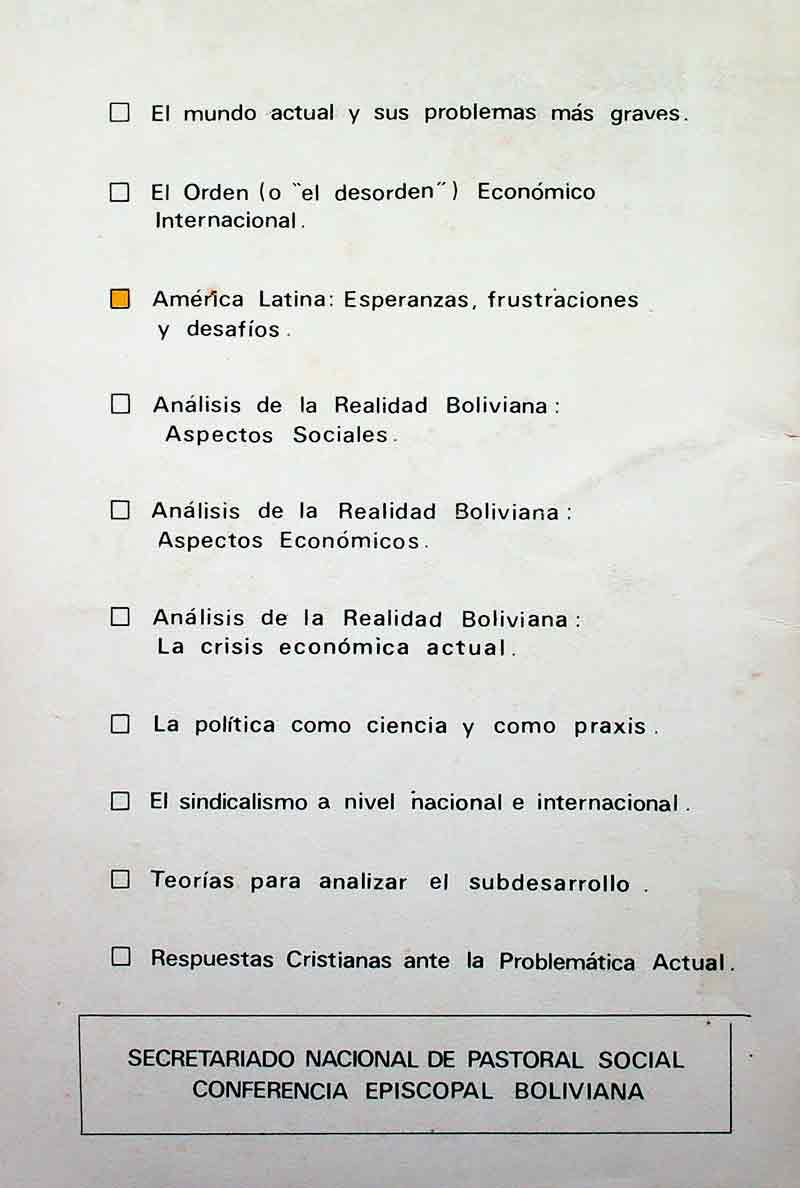 El mundo actual y sus problemas más graves.
El Orden (o "el desorden") Económico
Internacional.
América Latina: Esperanzas, frustraciones
y desafíos.
Análisis de la Realidad Boliviana:
Aspectos Sociales.
Análisis de la Realidad Boliviana:
Aspectos Económicos.
Análisis de la Realidad Boliviana:
La crisis económica actual.
La política como ciencia y como praxis.
El sindicalismo a nivel nacional e internacional.
Teorías para analizar el subdesarrollo.
Respuestas Cristianas ante la Problemática Actual.
SECRETARIADO NACIONAL DE PASTORAL SOCIAL
CONFERENCIA EPISCOPAL BOLIVIANA